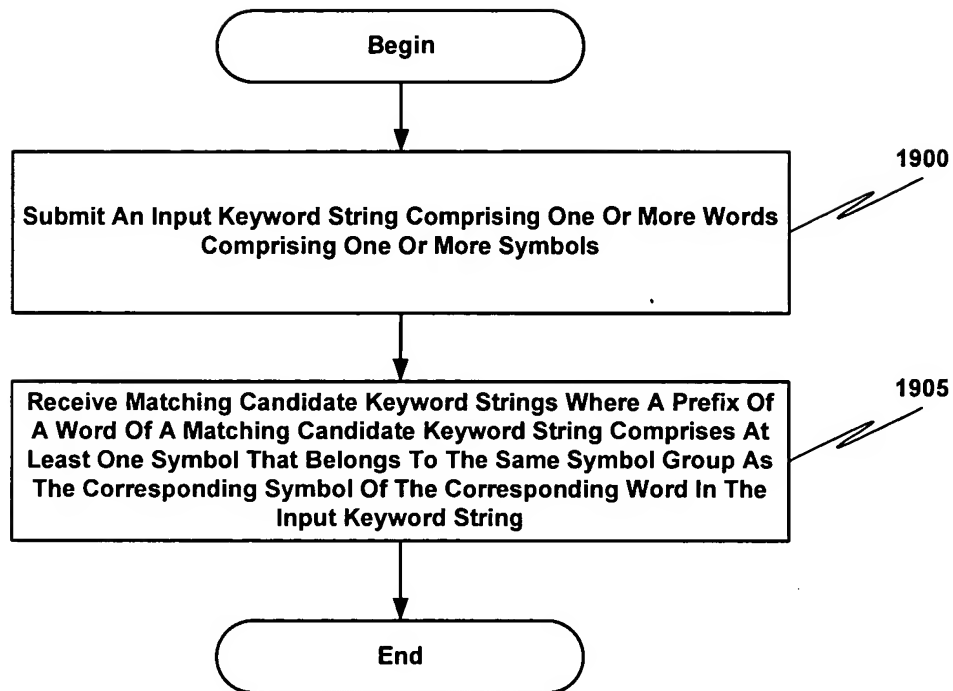 Begin
1900
Submit An Input Keyword String Comprising One Or More Words
Comprising One Or More Symbols
1905
Receive Matching Candidate Keyword Strings Where A Prefix Of
A Word Of A Matching Candidate Keyword String Comprises At
Least One Symbol That Belongs To The Same Symbol Group As
The Corresponding Symbol Of The Corresponding Word In The
Input Keyword String
End